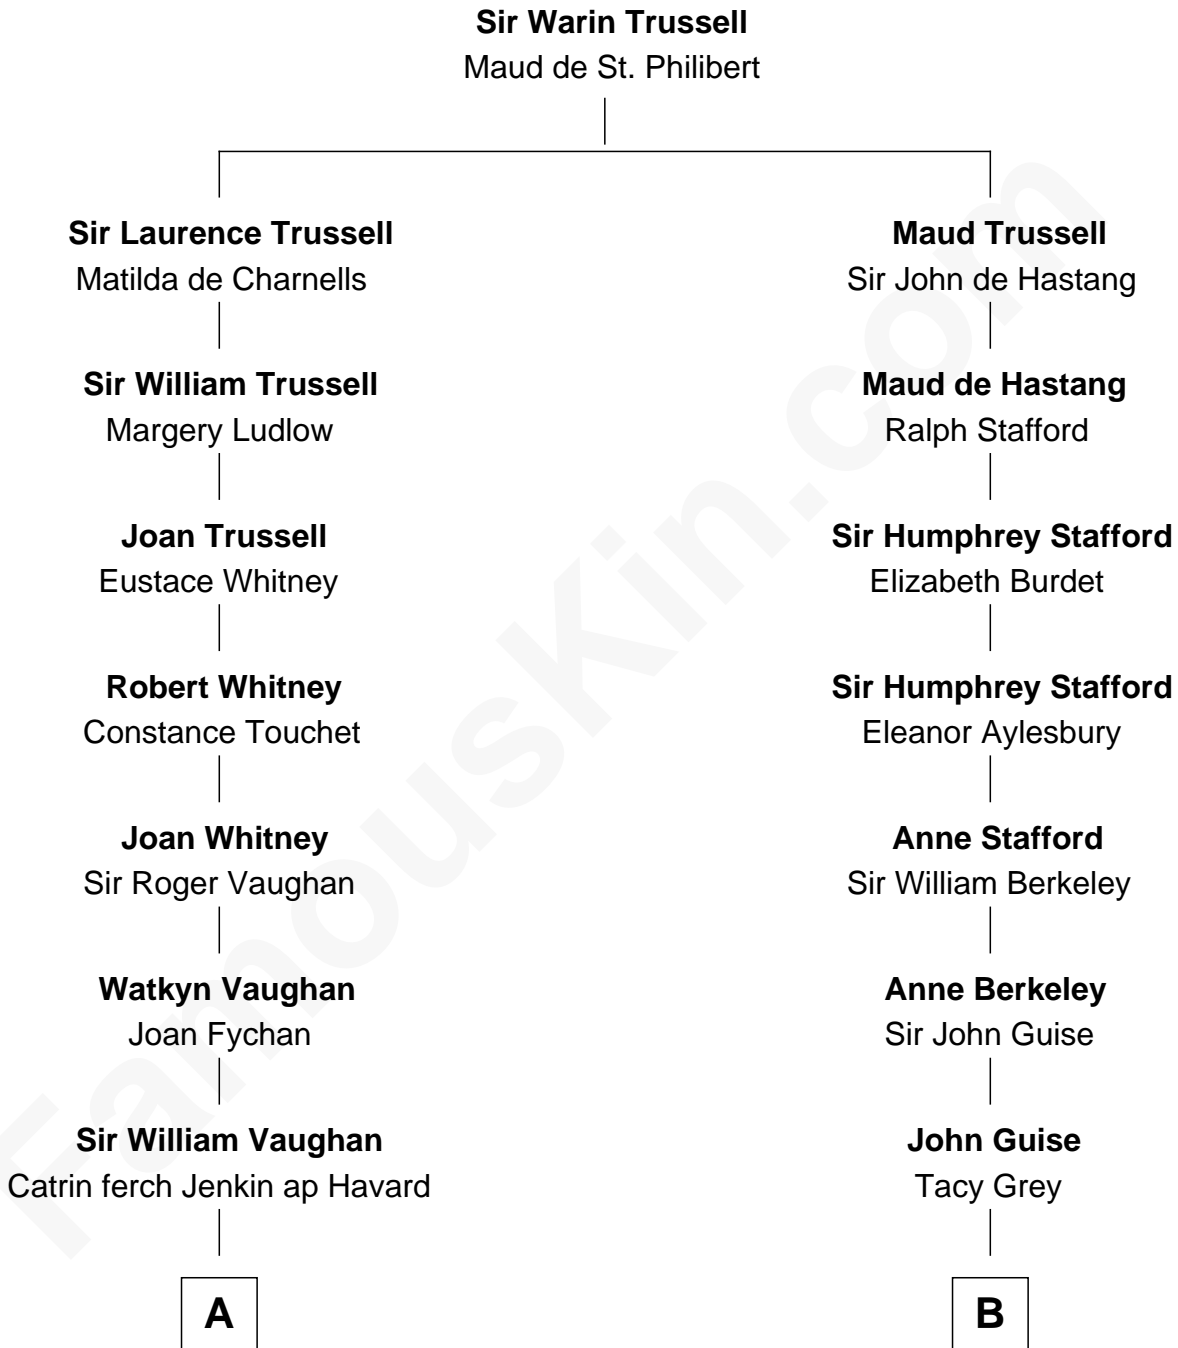 Sir Warin Trussell
Maud de St. Philibert
Sir Laurence Trussell
Matilda de Charnells
Maud Trussell
Sir John de Hastang
Sir William Trussell
Margery Ludlow
Maud de Hastang
Ralph Stafford
Joan Trussell
Eustace Whitney
Sir Humphrey Stafford
Elizabeth Burdet
Robert Whitney
Constance Touchet
Sir Humphrey Stafford
Eleanor Aylesbury
Joan Whitney
Sir Roger Vaughan
Anne Stafford
Sir William Berkeley
Watkyn Vaughan
Joan Fychan
Anne Berkeley
Sir John Guise
Sir William Vaughan
Catrin ferch Jenkin ap Havard
John Guise
Tacy Grey
A
B
FamousKin.com